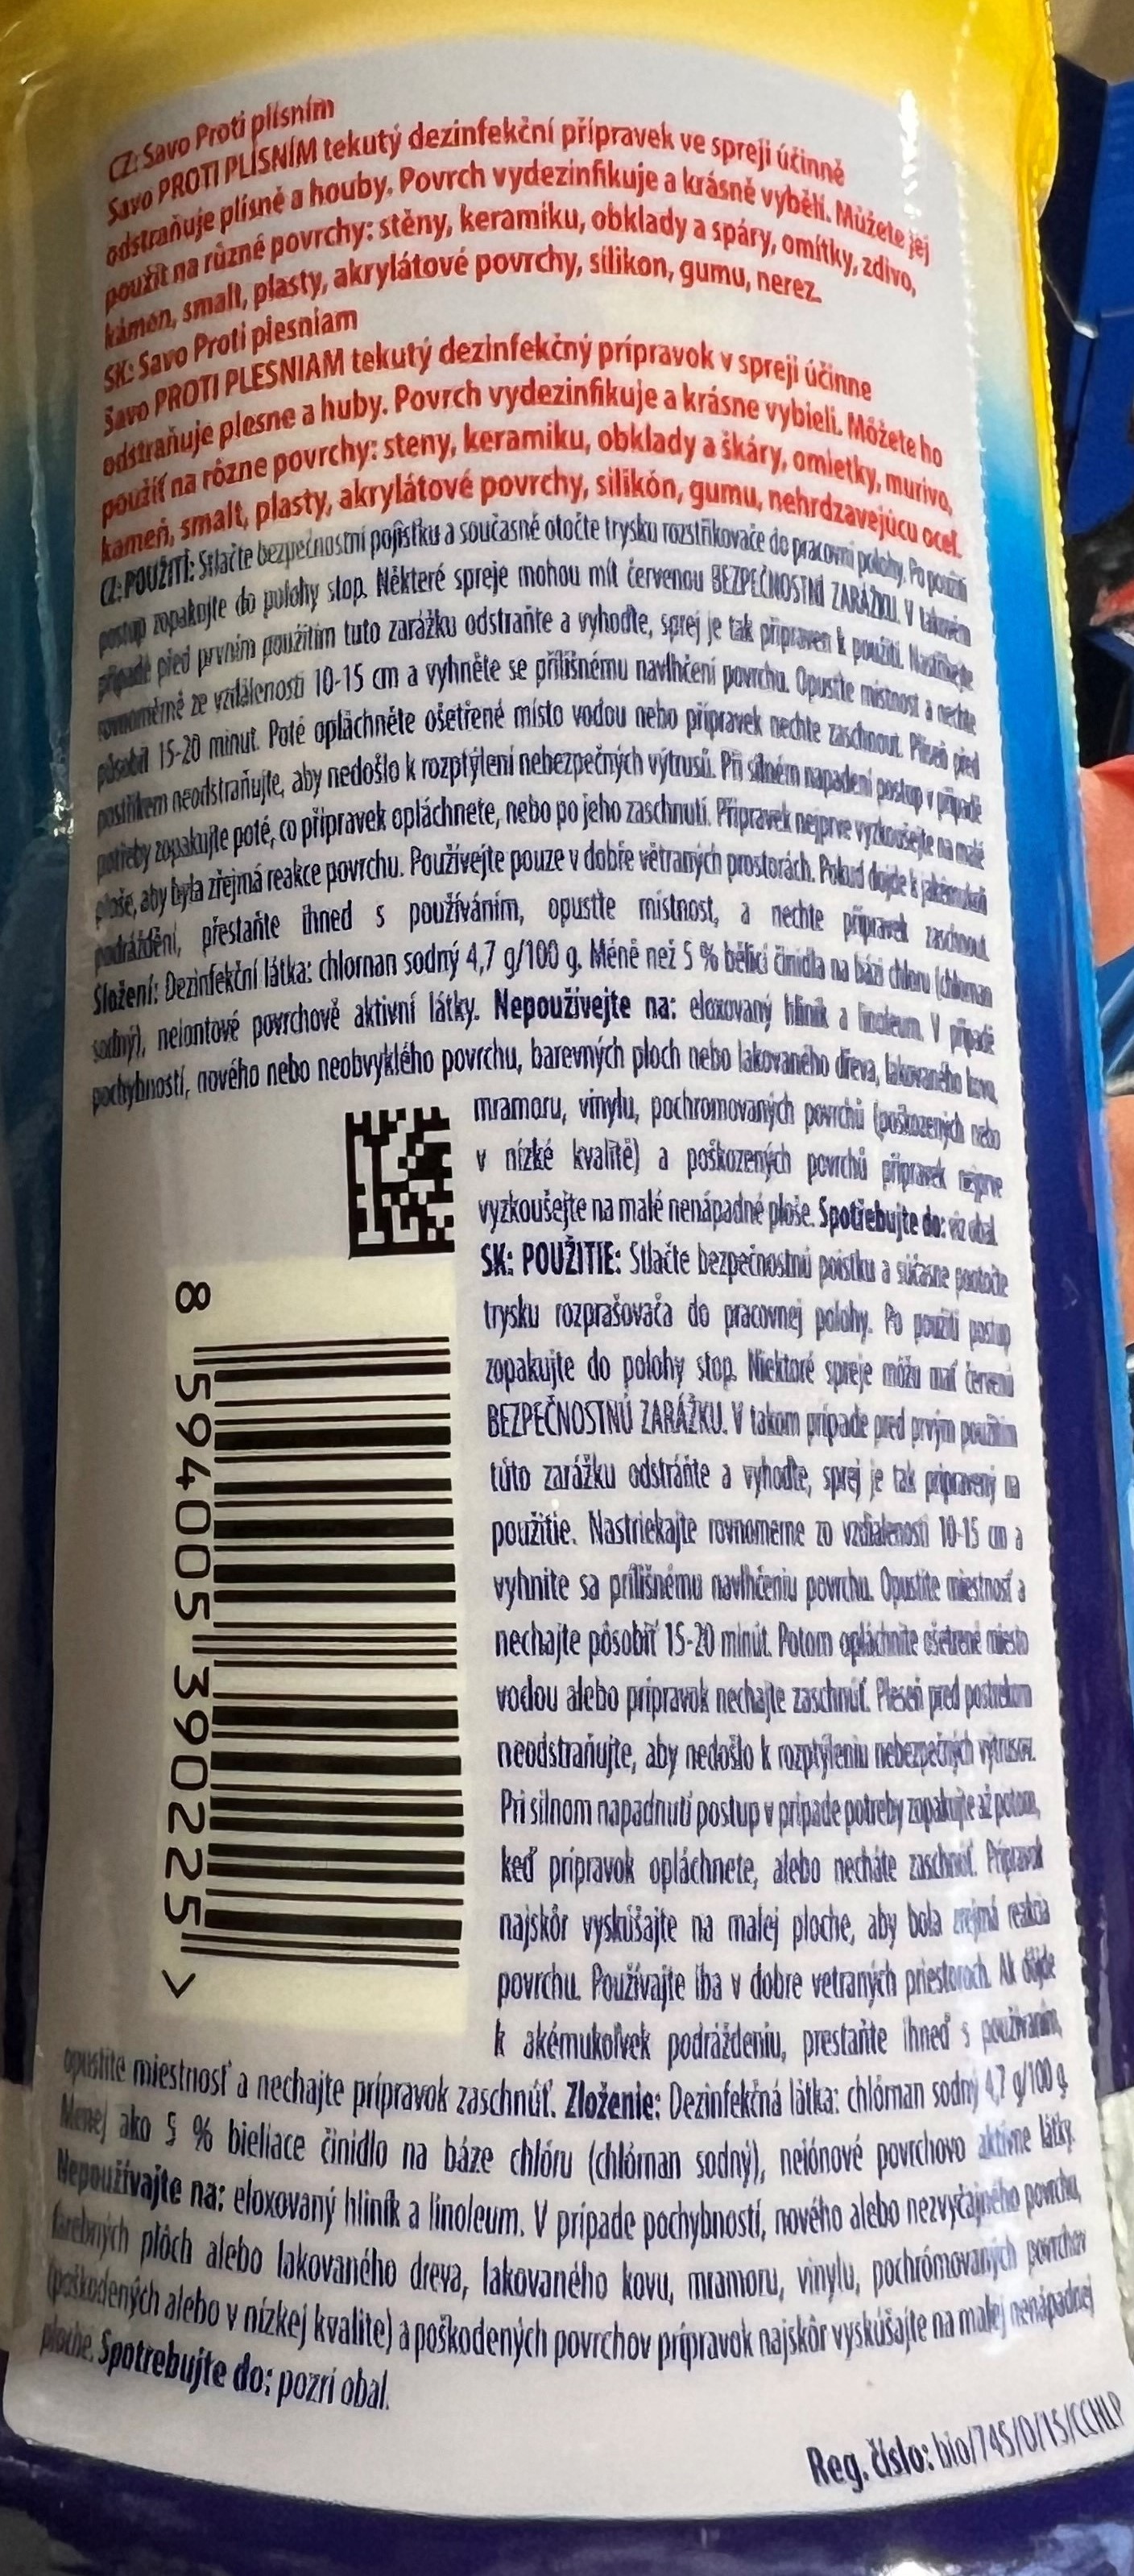 CZ: Savo Proti plísním
Savo PROTI PLÍSNÍM tekutý dezinfekční přípravek ve spreji účinně
odstraňuje plísně a houby. Povrch vydezinfikuje a krásně vybělí. Můžete jej
použít na různé povrchy: stěny, keramiku, obklady a spáry, omítky, zdivo,
kámen, smalt, plasty, akrylátové povrchy, silikon, gumu, nerez.
SK: Savo Proti plesniam
Savo PROTI PLESNIAM tekutý dezinfekčný prípravok v spreji účinne
odstraňuje plesne a huby. Povrch vydezinfikuje a krásne vybieli. Môžete ho
použiť na rôzne povrchy: steny, keramiku, obklady a škáry, omietky, murivo,
kameň, smalt, plasty, akrylátové povrchy, silikón, gumu, nehrdzavejúcu oceľ.
CZ: POUŽITÍ: Stlačte bezpečnostní pojistku a současně otočte trysku rozstřikovače do pracovní polohy. Po použití
postup zopakujte do polohy stop. Některé spreje mohou mít červenou BEZPEČNOSTNÍ ZARÁŽKU. V takovém
případě před prvním použitím tuto zarážku odstraňte a vyhoďte, sprej je tak připraven k použití. Nastříkejte
rovnoměrně ze vzdálenosti 10-15 cm a vyhněte se přílišnému navlhčení povrchu. Opusťte místnost a nechte
působit 15-20 minut. Poté opláchněte ošetřené místo vodou nebo přípravek nechte zaschnout. Plíseň před
postřikem neodstraňujte, aby nedošlo k rozptýlení nebezpečných výtrusů. Při silném napadení postup v případě
potřeby zopakujte poté, co přípravek opláchnete, nebo po jeho zaschnutí. Přípravek nejprve vyzkoušejte na malé
ploše, aby byla zřejmá reakce povrchu. Používejte pouze v dobře větraných prostorách. Pokud dojde k jakémukoli
podráždění, přestaňte ihned s používáním, opusťte místnost, a nechte přípravek zaschnout.
Složení: Dezinfekční látka: chlornan sodný 4,7 g/100 g. Méně než 5 % bělicí činidla na bázi chloru (chlornan
sodný), neiontové povrchově aktivní látky. Nepoužívejte na: eloxovaný hliník a linoleum. V případě
pochybností, nového nebo neobvyklého povrchu, barevných ploch nebo lakovaného dřeva, lakovaného kovu,
mramoru, vinylu, pochromovaných povrchů (poškozených nebo
v nízké kvalitě) a poškozených povrchů přípravek nejprve
vyzkoušejte na malé nenápadné ploše. Spotřebujte do: viz obal.
SK: POUŽITIE: Stlačte bezpečnostnú poistku a súčasne pootočte
trysku rozprašovača do pracovnej polohy. Po použití postup
zopakujte do polohy stop. Niektoré spreje môžu mať červenú
BEZPEČNOSTNÚ ZARÁŽKU. V takom prípade pred prvým použitím
túto zarážku odstráňte a vyhoďte, sprej je tak pripravený na
použitie. Nastriekajte rovnomerne zo vzdialenosti 10-15 cm a
vyhnite sa prílišnému navlhčeniu povrchu. Opustite miestnosť a
nechajte pôsobiť 15-20 minút. Potom opláchnite ošetrené miesto
vodou alebo prípravok nechajte zaschnúť. Pleseň pred postrekom
neodstraňujte, aby nedošlo k rozptýleniu nebezpečných výtrusov.
Pri silnom napadnutí postup v prípade potreby zopakujte až potom,
keď prípravok opláchnete, alebo necháte zaschnúť. Prípravok
najskôr vyskúšajte na malej ploche, aby bola zrejmá reakcia
povrchu. Používajte iba v dobre vetraných priestoroch. Ak dôjde
k akémukoľvek podráždeniu, prestaňte ihneď s používaním,
opustite miestnosť a nechajte prípravok zaschnúť. Zloženie: Dezinfekčná látka: chlórnan sodný 4,7 g/100 g.
Menej ako 5 % bieliace činidlo na báze chlóru (chlórnan sodný), neiónové povrchovo aktívne látky.
Nepoužívajte na: eloxovaný hliník a linoleum. V prípade pochybností, nového alebo nezvyčajného povrchu,
farebných plôch alebo lakovaného dreva, lakovaného kovu, mramoru, vinylu, pochrómovaných povrchov
(poškodených alebo v nízkej kvalite) a poškodených povrchov prípravok najskôr vyskúšajte na malej nenápadnej
ploche. Spotrebujte do: pozri obal.
8 594005 390225 >
Reg. číslo: bio/745/D/15/CCHLP